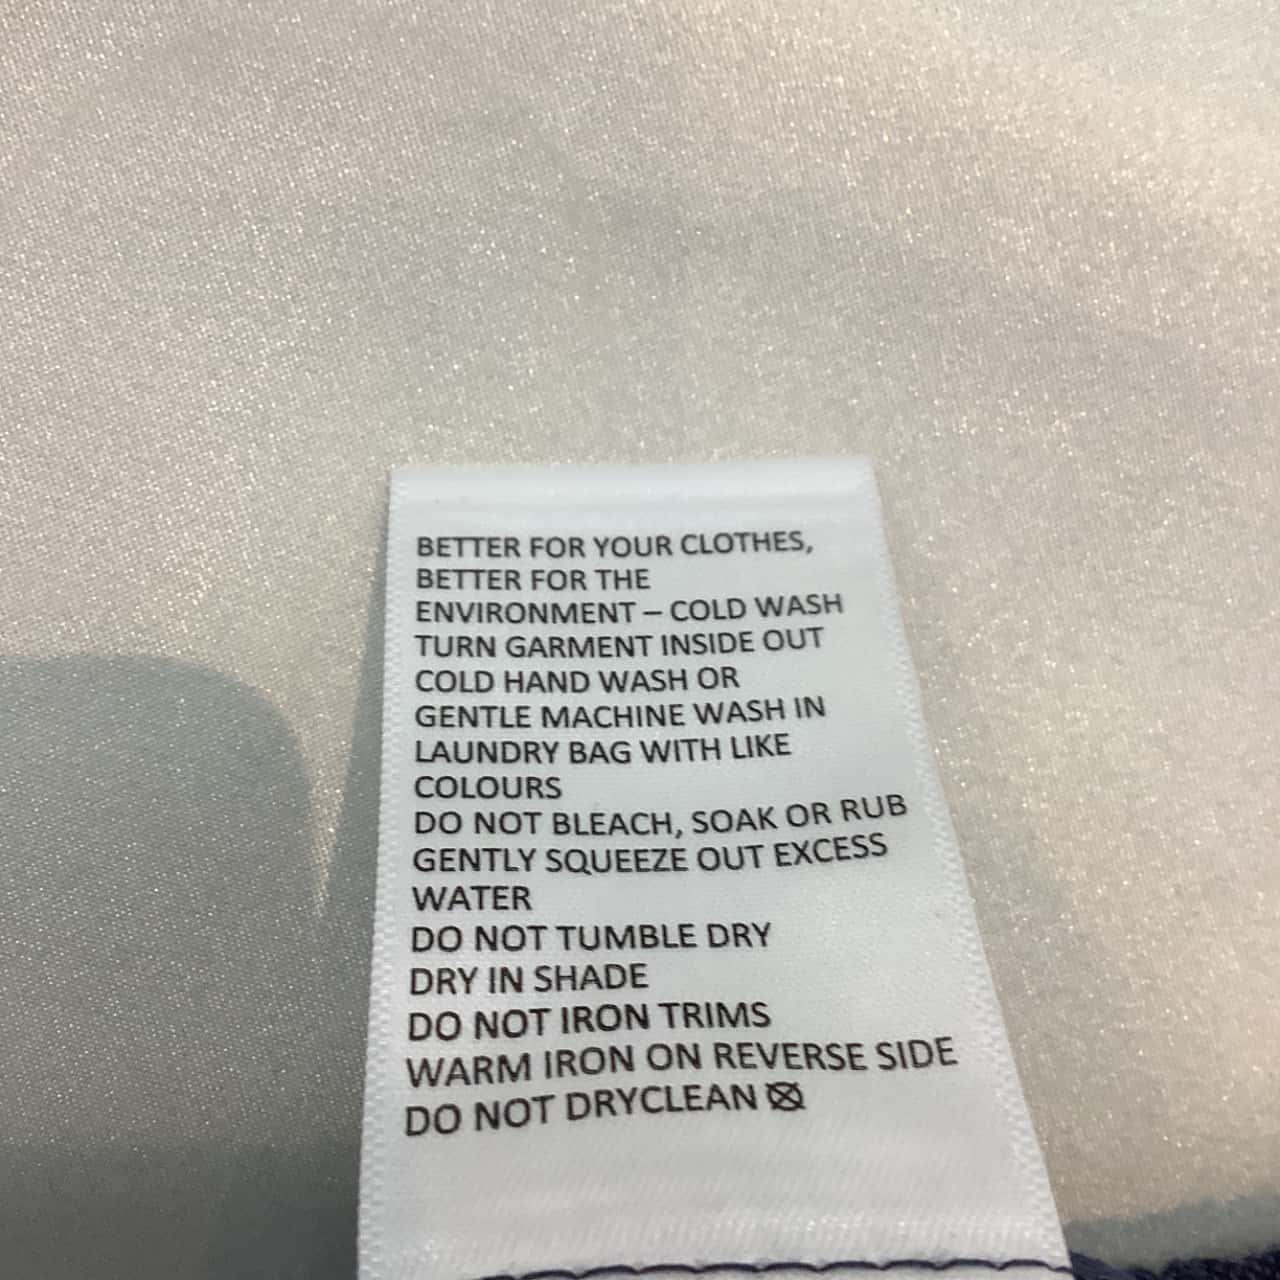 BETTER FOR YOUR CLOTHES,
BETTER FOR THE
ENVIRONMENT – COLD WASH
TURN GARMENT INSIDE OUT
COLD HAND WASH OR
GENTLE MACHINE WASH IN
LAUNDRY BAG WITH LIKE
COLOURS
DO NOT BLEACH, SOAK OR RUB
GENTLY SQUEEZE OUT EXCESS
WATER
DO NOT TUMBLE DRY
DRY IN SHADE
DO NOT IRON TRIMS
WARM IRON ON REVERSE SIDE
DO NOT DRYCLEAN